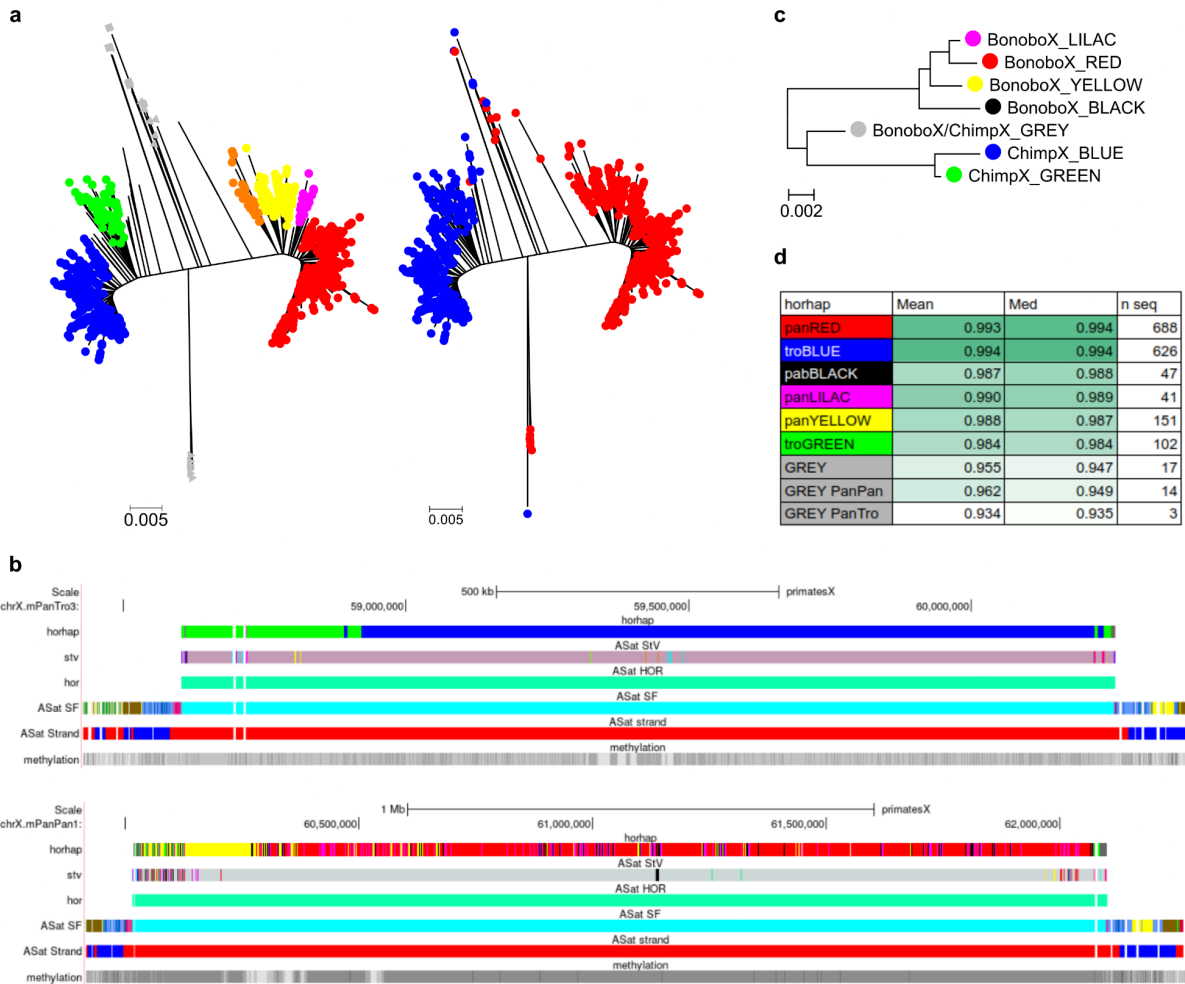 a
0.005
0.005
c
BonoboX_LILAC
BonoboX_RED
BonoboX_YELLOW
BonoboX_BLACK
BonoboX/ChimpX_GREY
ChimpX_BLUE
ChimpX_GREEN
0.002
d
horhap Mean Med n seq
panRED 0.993 0.994 688
troBLUE 0.994 0.994 626
pabBLACK 0.987 0.988 47
panLILAC 0.990 0.989 41
panYELLOW 0.988 0.987 151
troGREEN 0.984 0.984 102
GREY 0.955 0.947 17
GREY PanPan 0.962 0.949 14
GREY PanTro 0.934 0.935 3
b
Scale 500 kb primatesX
chrX.mPanTro3: 59,000,000 59,500,000 60,000,000
horhap
horhap
ASat StV
stv
ASat HOR
hor
ASat SF
ASat SF
ASat strand
ASat Strand
methylation
methylation
Scale 1 Mb primatesX
chrX.mPanPan1: 60,500,000 61,000,000 61,500,000 62,000,000
horhap
horhap
ASat StV
stv
ASat HOR
hor
ASat SF
ASat SF
ASat strand
ASat Strand
methylation
methylation